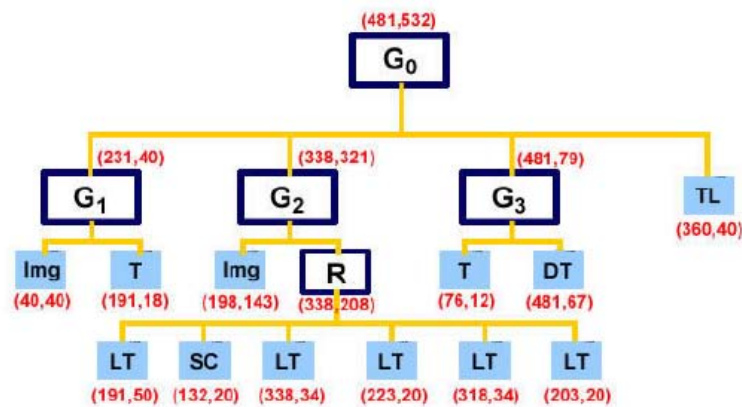 (481,532)
G0
(231,40) (338,321) (481,79)
G1 G2 G3 TL
(360,40)
Img T Img R T DT
(40,40) (191,18) (198,143) (338,208) (76,12) (481,67)
LT SC LT LT LT LT
(191,50) (132,20) (338,34) (223,20) (318,34) (203,20)